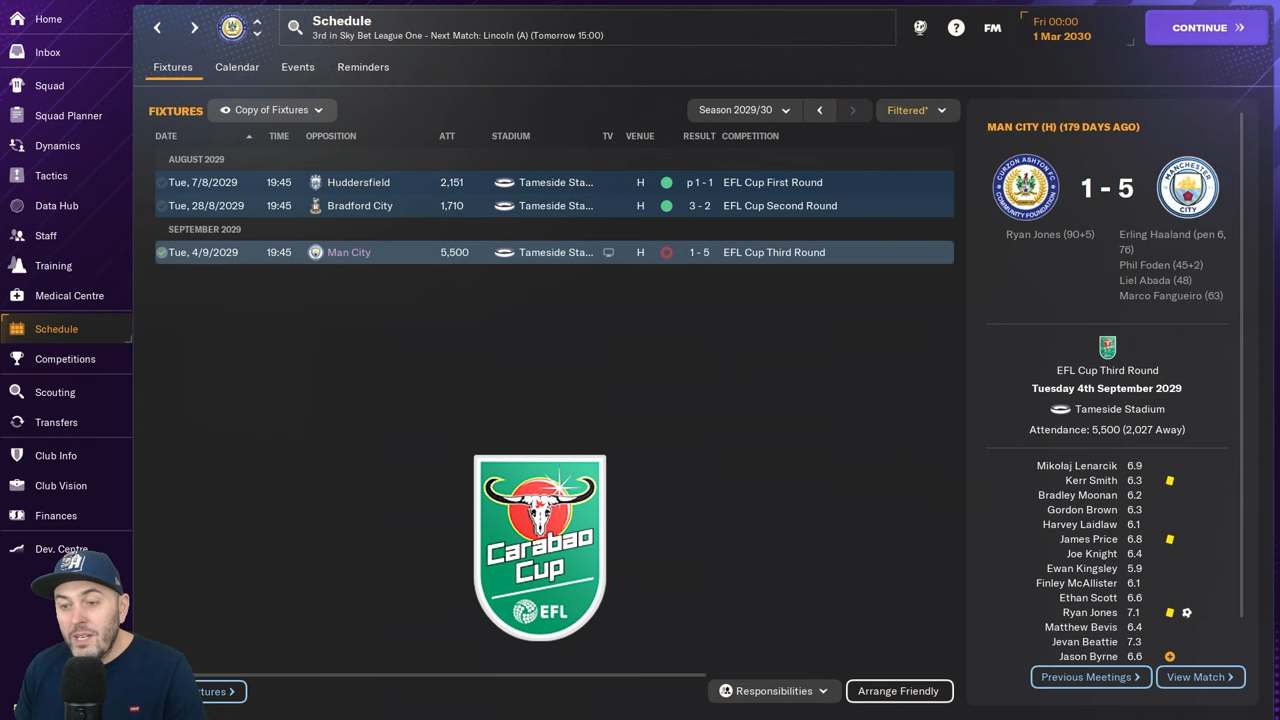 Home
Inbox
Squad
Squad Planner
Dynamics
Tactics
Data Hub
Staff
Training
Medical Centre
Schedule
Competitions
Scouting
Transfers
Club Info
Club Vision
Finances
Dev. Centre
Schedule
3rd in Sky Bet League One - Next Match: Lincoln (A) (Tomorrow 15:00)
?
FM
Fri 00:00
1 Mar 2030
CONTINUE
Fixtures Calendar Events Reminders
FIXTURES Copy of Fixtures Season 2029/30 Filtered*
DATE TIME OPPOSITION ATT STADIUM TV VENUE RESULT COMPETITION
AUGUST 2029
Tue, 7/8/2029 19:45 Huddersfield 2,151 Tameside Sta... H p 1 - 1 EFL Cup First Round
Tue, 28/8/2029 19:45 Bradford City 1,710 Tameside Sta... H 3 - 2 EFL Cup Second Round
SEPTEMBER 2029
Tue, 4/9/2029 19:45 Man City 5,500 Tameside Sta... H 1 - 5 EFL Cup Third Round
Carabao
Cup
EFL
tures >
Responsibilities
Arrange Friendly
MAN CITY (H) (179 DAYS AGO)
1 - 5
Ryan Jones (90+5)
Erling Haaland (pen 6,
76)
Phil Foden (45+2)
Liel Abada (48)
Marco Fangueiro (63)
EFL Cup Third Round
Tuesday 4th September 2029
Tameside Stadium
Attendance: 5,500 (2,027 Away)
Mikolaj Lenarcik 6.9
Kerr Smith 6.3
Bradley Moonan 6.2
Gordon Brown 6.3
Harvey Laidlaw 6.1
James Price 6.8
Joe Knight 6.4
Ewan Kingsley 5.9
Finley McAllister 6.1
Ethan Scott 6.6
Ryan Jones 7.1
Matthew Bevis 6.4
Jevan Beattie 7.3
Jason Byrne 6.6
Previous Meetings >
View Match >